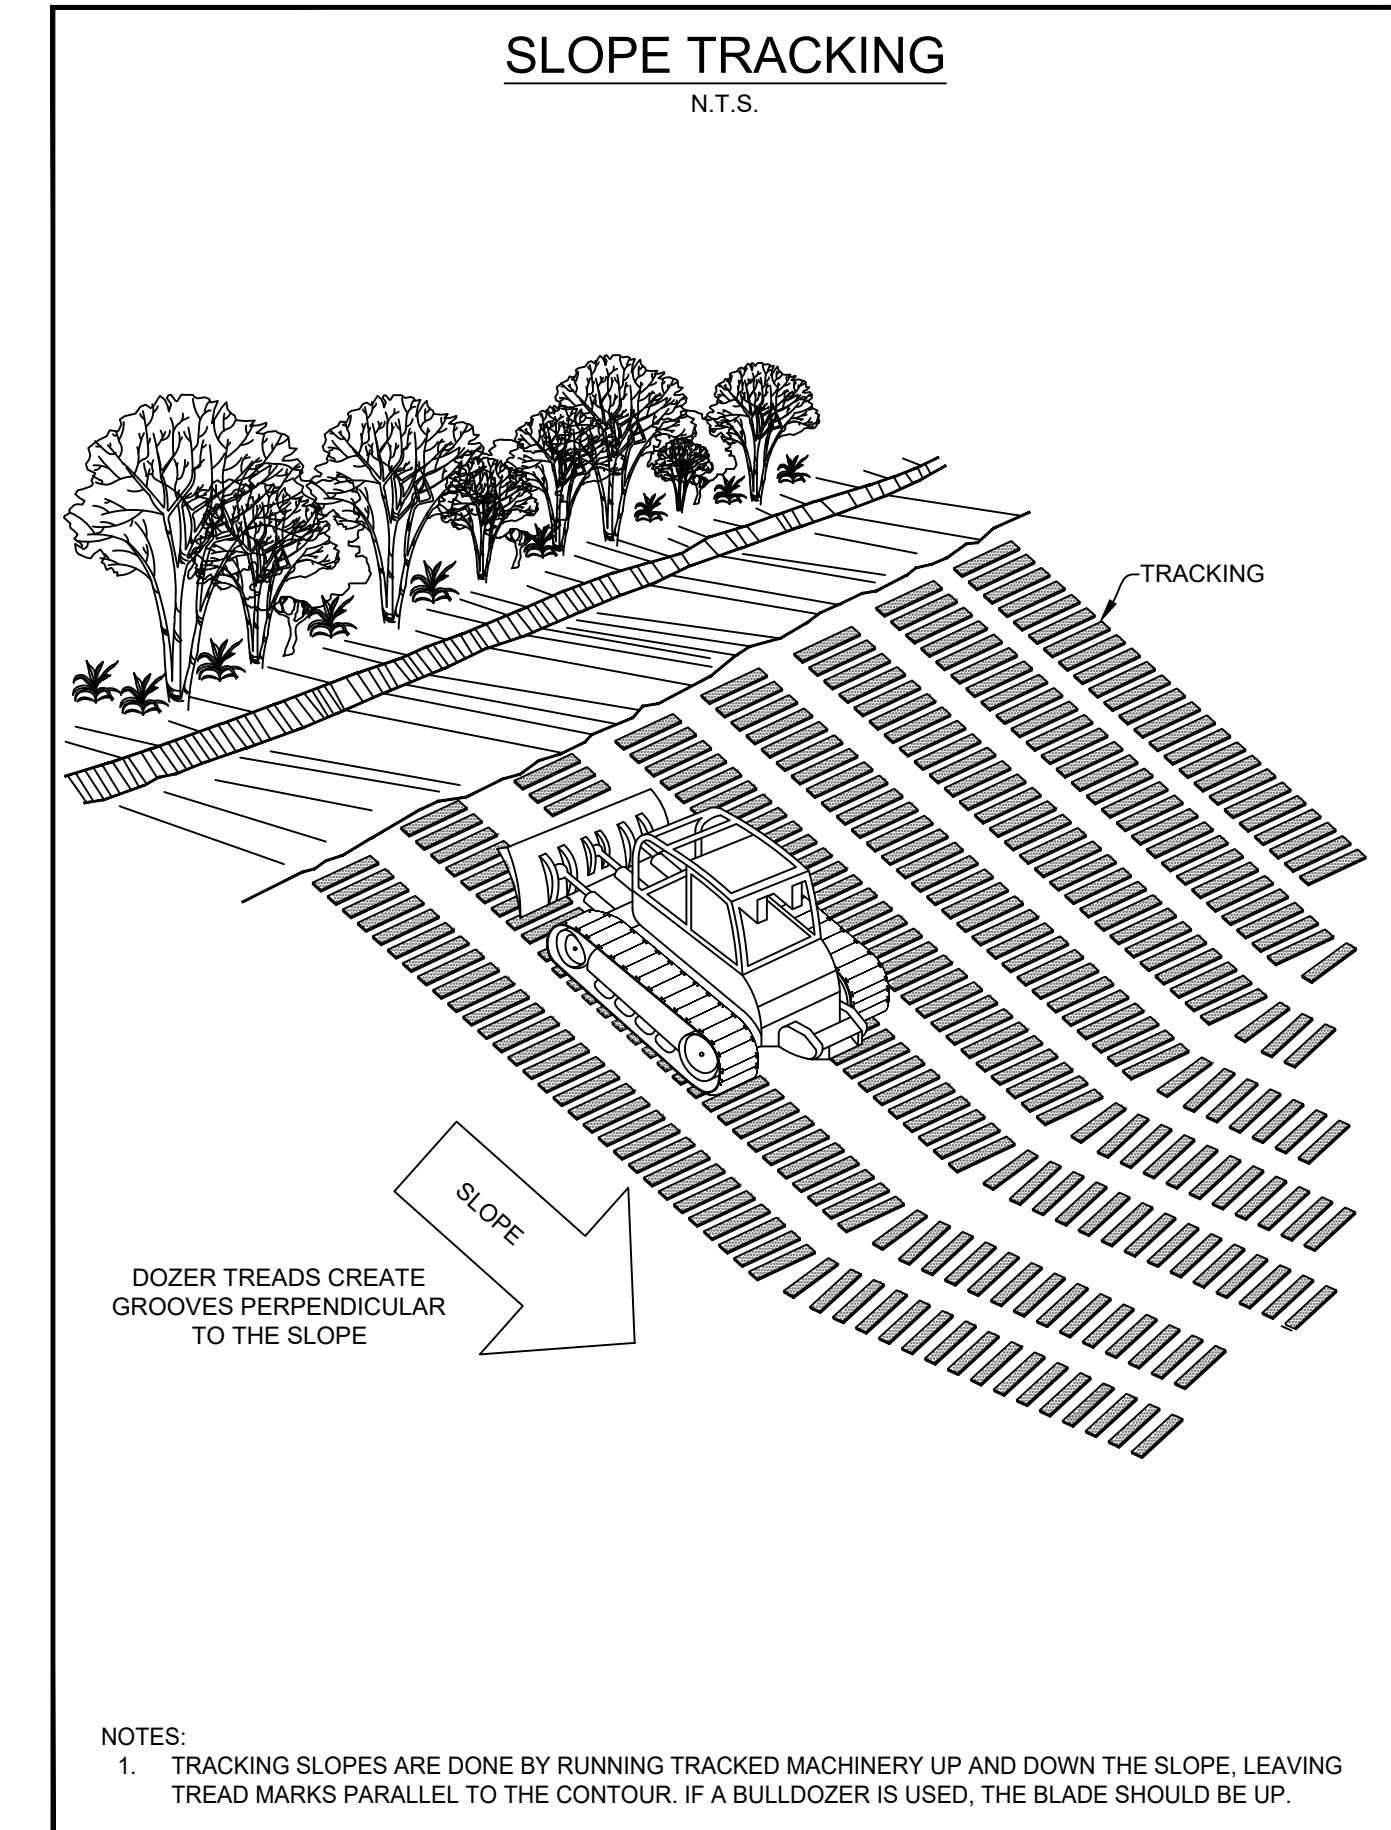 SLOPE TRACKING
N.T.S.
TRACKING
SLOPE
DOZER TREADS CREATE
GROOVES PERPENDICULAR
TO THE SLOPE
NOTES:
1. TRACKING SLOPES ARE DONE BY RUNNING TRACKED MACHINERY UP AND DOWN THE SLOPE, LEAVING
TREAD MARKS PARALLEL TO THE CONTOUR. IF A BULLDOZER IS USED, THE BLADE SHOULD BE UP.